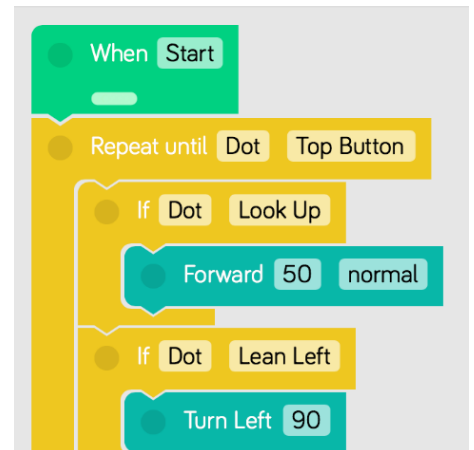 When Start
Repeat until Dot Top Button
If Dot Look Up
Forward 50 normal
If Dot Lean Left
Turn Left 90